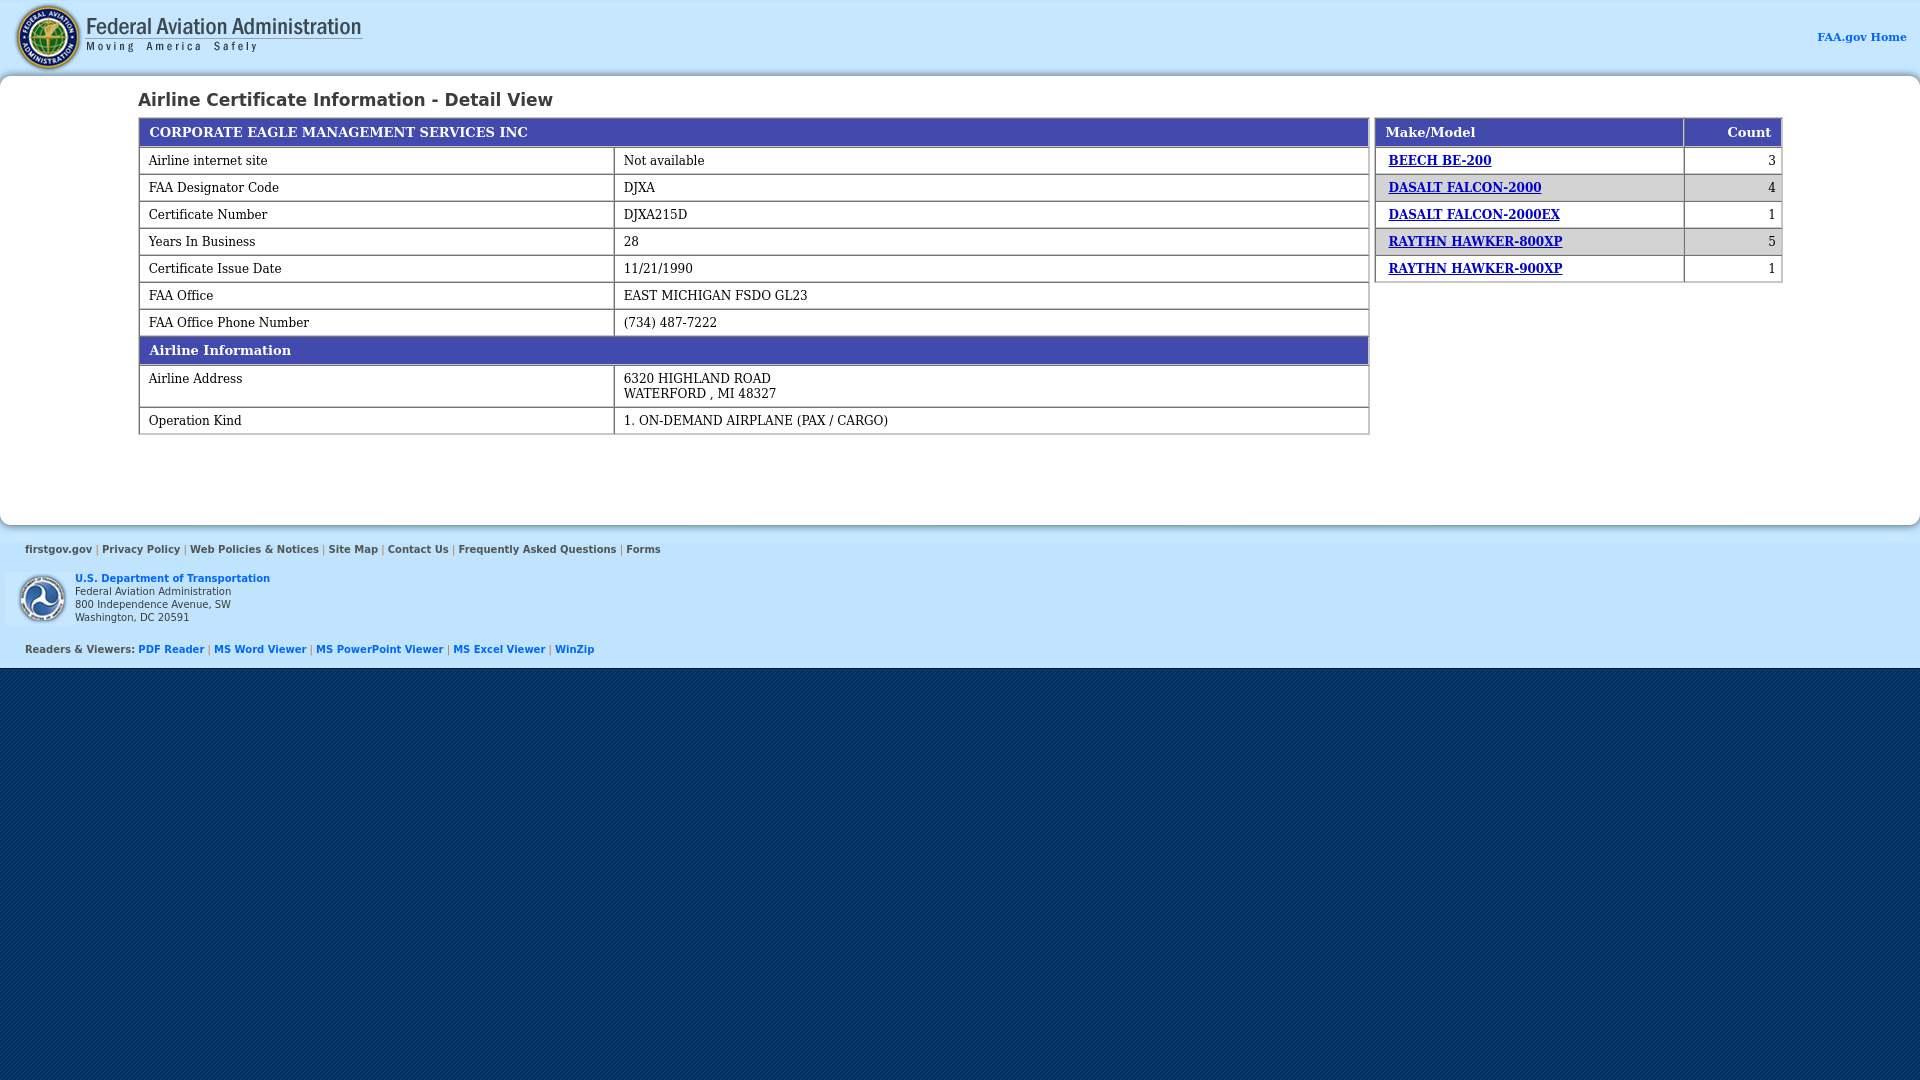 Federal Aviation Administration
Moving America Safely
FAA.gov Home
Airline Certificate Information - Detail View
CORPORATE EAGLE MANAGEMENT SERVICES INC
Airline internet site Not available
FAA Designator Code DJXA
Certificate Number DJXA215D
Years In Business 28
Certificate Issue Date 11/21/1990
FAA Office EAST MICHIGAN FSDO GL23
FAA Office Phone Number (734) 487-7222
Airline Information
Airline Address 6320 HIGHLAND ROAD
WATERFORD , MI 48327
Operation Kind 1. ON-DEMAND AIRPLANE (PAX / CARGO)
Make/Model Count
BEECH BE-200 3
DASALT FALCON-2000 4
DASALT FALCON-2000EX 1
RAYTHN HAWKER-800XP 5
RAYTHN HAWKER-900XP 1
firstgov.gov | Privacy Policy | Web Policies & Notices | Site Map | Contact Us | Frequently Asked Questions | Forms
U.S. Department of Transportation
Federal Aviation Administration
800 Independence Avenue, SW
Washington, DC 20591
Readers & Viewers: PDF Reader | MS Word Viewer | MS PowerPoint Viewer | MS Excel Viewer | WinZip